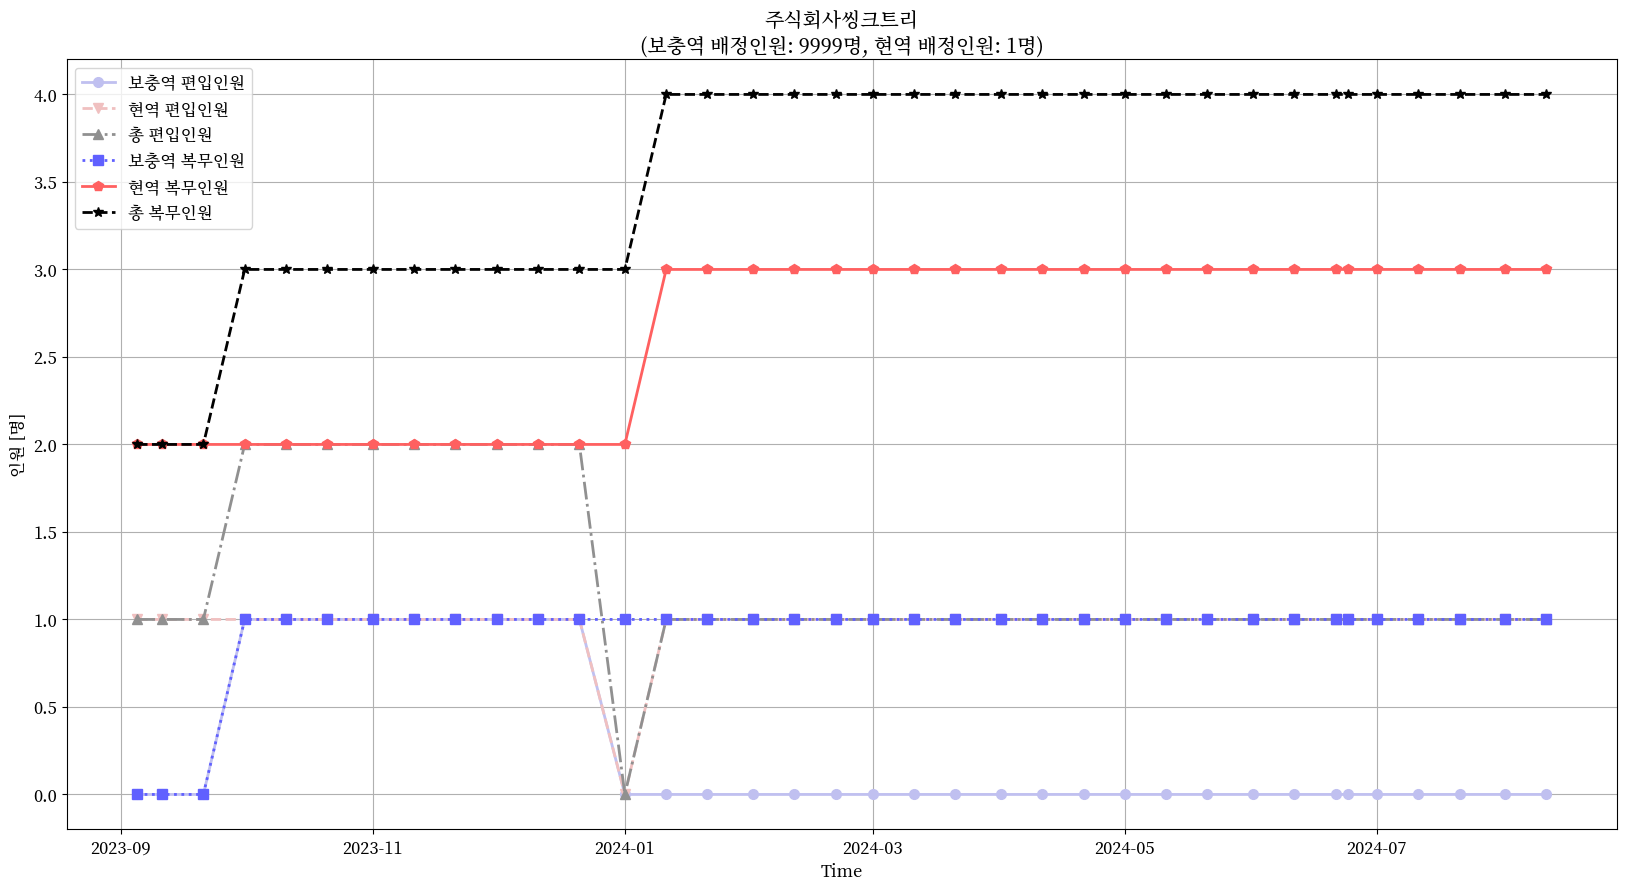 주식회사씽크트리
(보충역 배정인원: 9999명, 현역 배정인원: 1명)
보충역 편입인원
현역 편입인원
총 편입인원
보충역 복무인원
현역 복무인원
총 복무인원
4.0
3.5
3.0
2.5
2.0
1.5
1.0
0.5
0.0
인원 [명]
2023-09
2023-11
2024-01
2024-03
2024-05
2024-07
Time